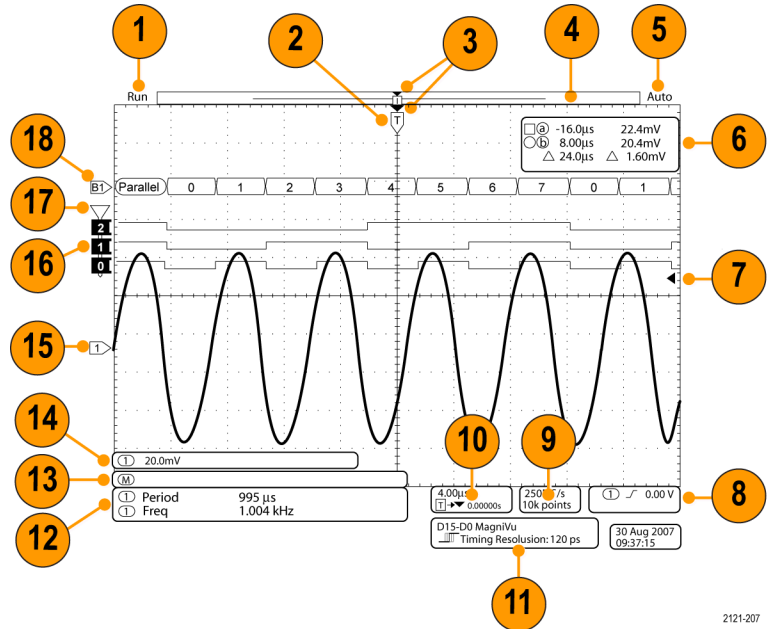 1 2 3 4 5
Run Auto
T
T
a -16.0µs 22.4mV
b 8.00µs 20.4mV
△ 24.0µs △ 1.60mV
6
18
B1 Parallel 0 1 2 3 4 5 6 7 0 1
17
2
16 1
0
7
15 1
14 1 20.0mV
13 M
12
1 Period 995 µs
1 Freq 1.004 kHz
10 9
4.00µs
T → ▼ 0.00000s
10k points
1 0.00 V
8
D15-D0 MagniVu
Timing Resolusion: 120 ps
30 Aug 2007
09:37:15
11
2121-207